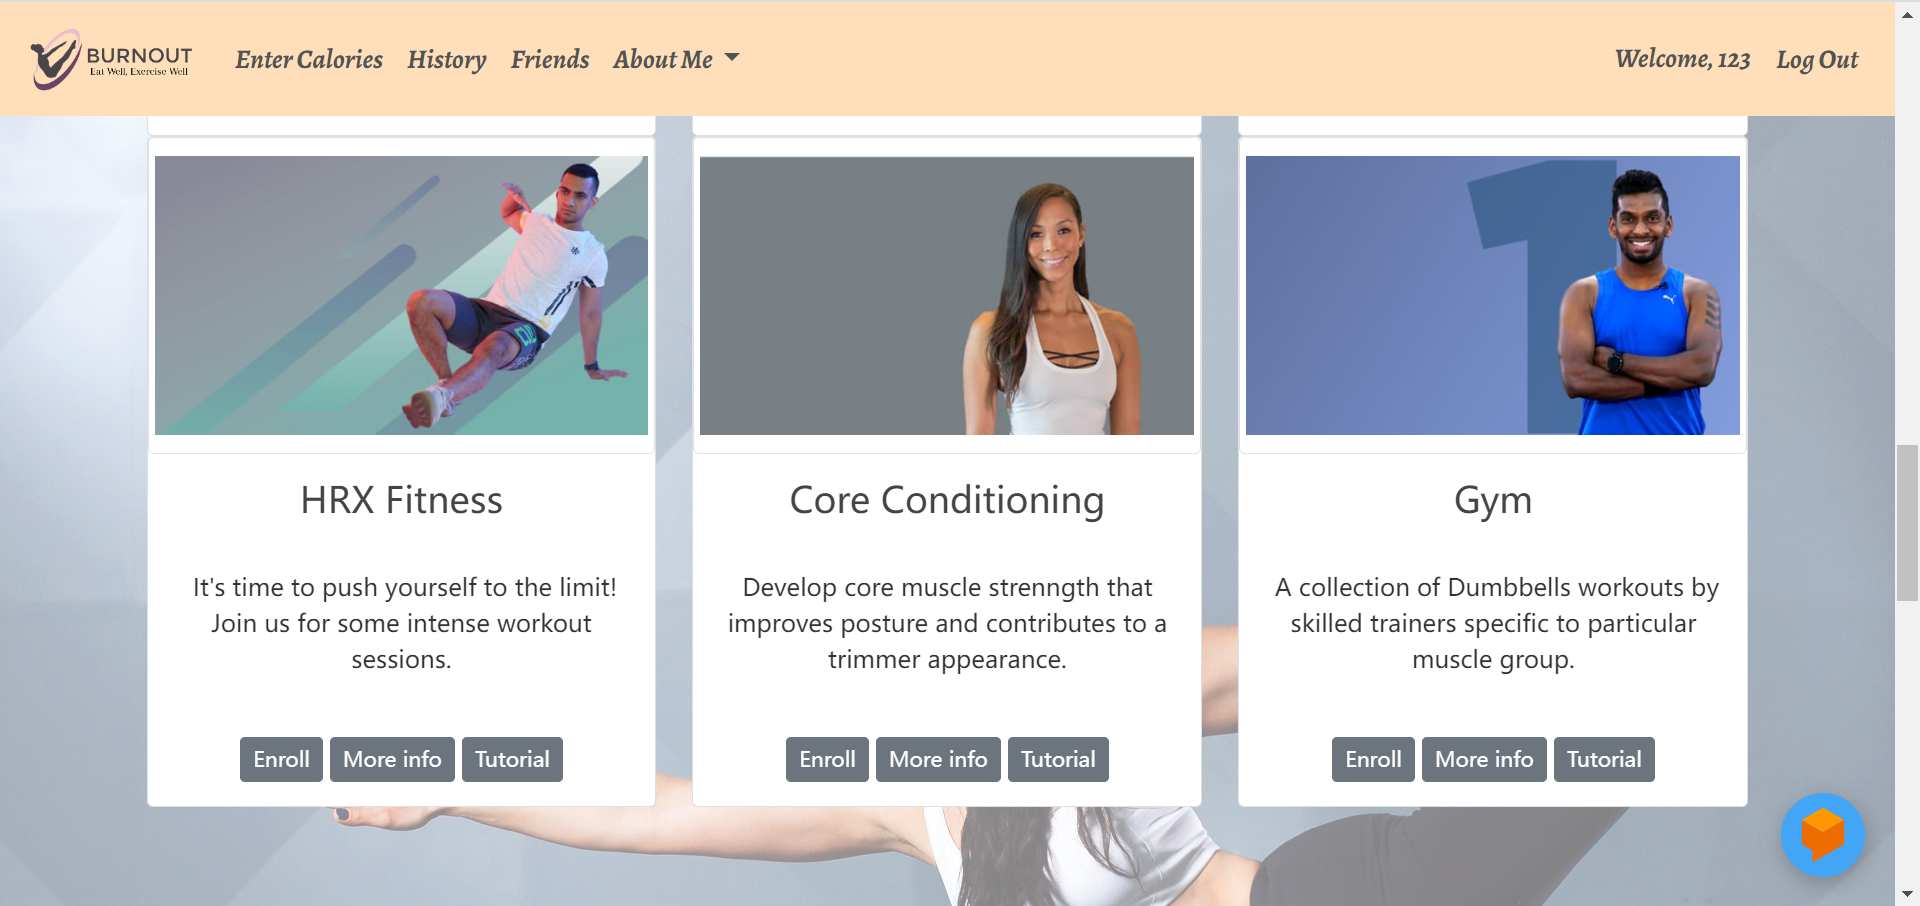 BURNOUT
Eat Well, Exercise Well
Enter Calories
History
Friends
About Me
Welcome, 123
Log Out
1
HRX Fitness
It's time to push yourself to the limit!
Join us for some intense workout
sessions.
Enroll
More info
Tutorial
Core Conditioning
Develop core muscle strenngth that
improves posture and contributes to a
trimmer appearance.
Enroll
More info
Tutorial
Gym
A collection of Dumbbells workouts by
skilled trainers specific to particular
muscle group.
Enroll
More info
Tutorial